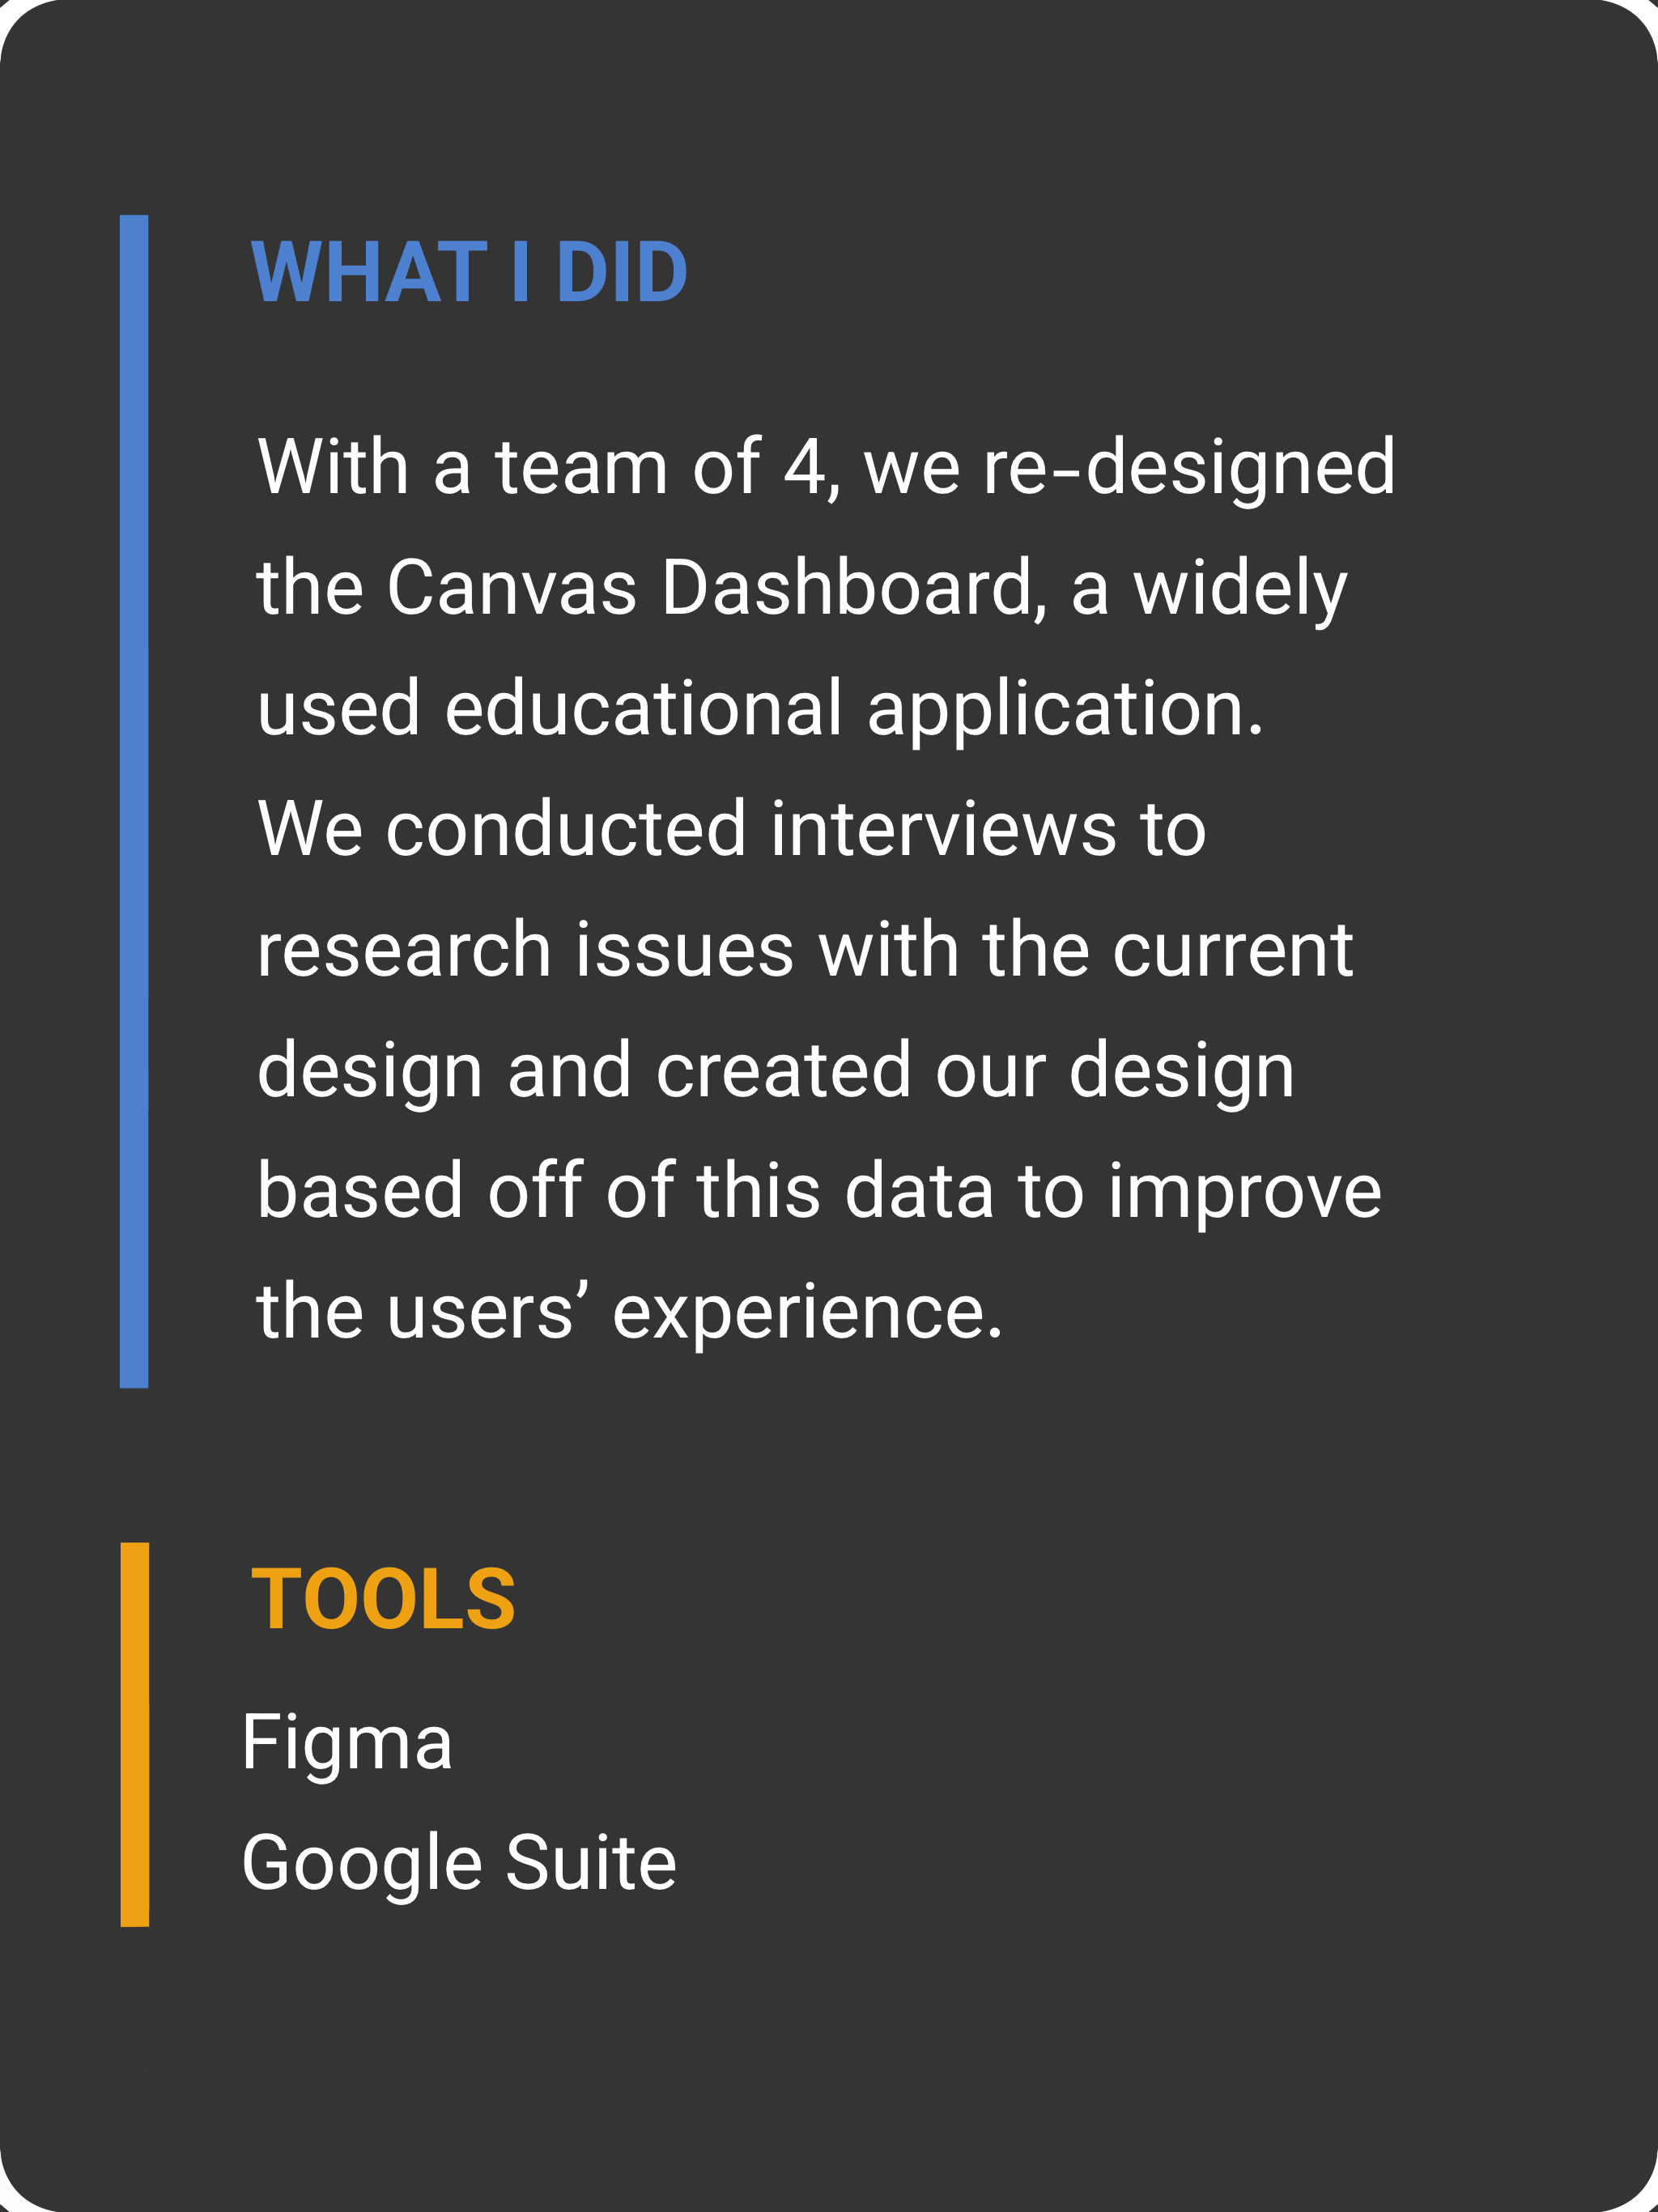 WHAT I DID
With a team of 4, we re-designed
the Canvas Dashboard, a widely
used educational application.
We conducted interviews to
research issues with the current
design and created our design
based off of this data to improve
the users’ experience.
TOOLS
Figma
Google Suite